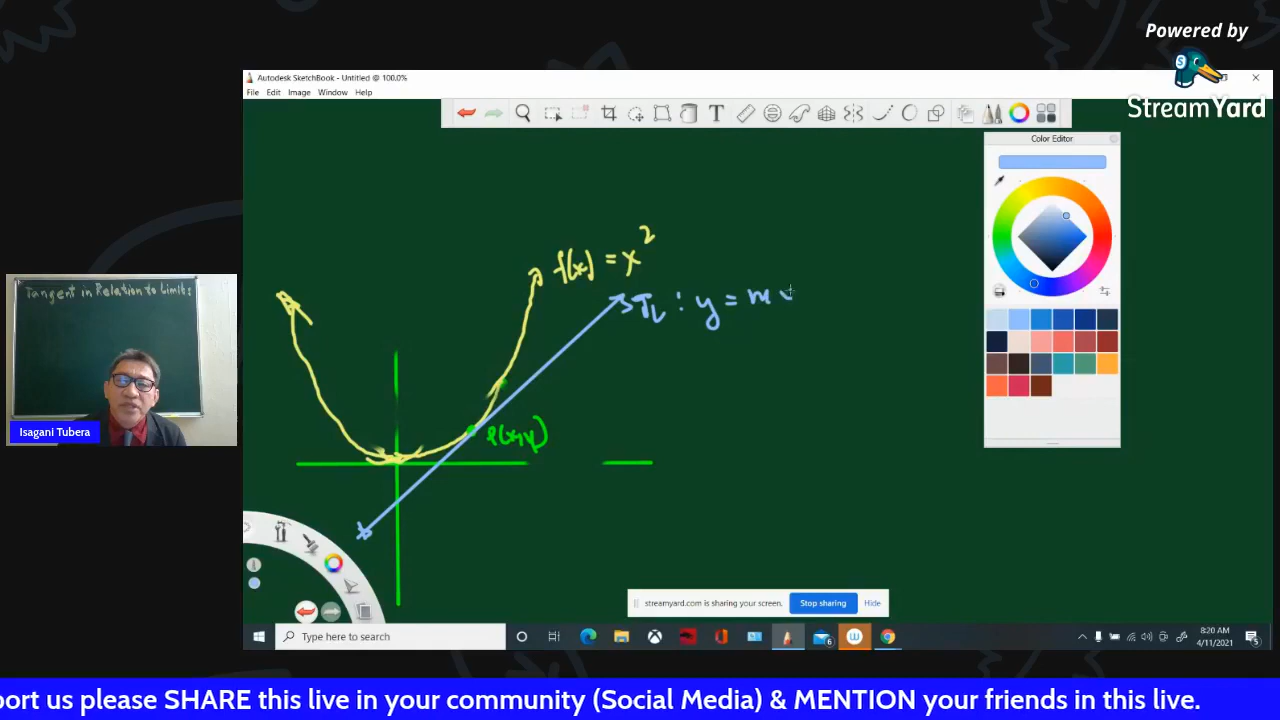 Powered by
StreamYard
Autodesk SketchBook - Untitled @ 100.0%
File Edit Image Window Help
T
Color Editor
f(x) = x²
TL : y = m
P(x,y)
Tangent in Relation to Limits
Isagani Tubera
streamyard.com is sharing your screen. Stop sharing Hide
Type here to search
6
8:20 AM
4/11/2021
5
port us please SHARE this live in your community (Social Media) & MENTION your friends in this live.